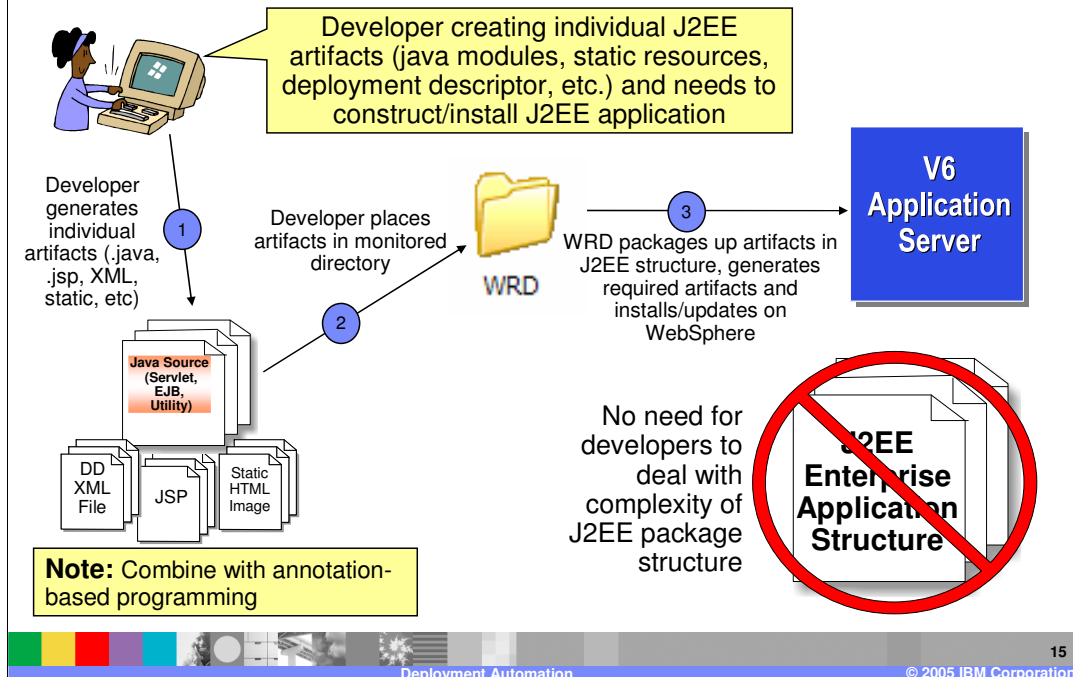 Developer creating individual J2EE
artifacts (java modules, static resources,
deployment descriptor, etc.) and needs to
construct/install J2EE application
Developer
generates
individual
artifacts (.java,
.jsp, XML,
static, etc)
1
Developer places
artifacts in monitored
directory
2
WRD
3
WRD packages up artifacts in
J2EE structure, generates
required artifacts and
installs/updates on
WebSphere
V6
Application
Server
Java Source
(Servlet,
EJB,
Utility)
DD
XML
File
JSP
Static
HTML
Image
No need for
developers to
deal with
complexity of
J2EE package
structure
J2EE
Enterprise
Application
Structure
Note: Combine with annotation-
based programming
15
Deployment Automation
© 2005 IBM Corporation